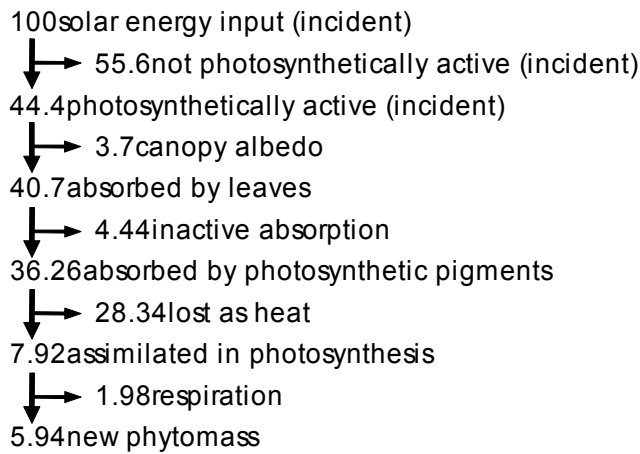 100solar energy input (incident)
55.6not photosynthetically active (incident)
44.4photosynthetically active (incident)
3.7canopy albedo
40.7absorbed by leaves
4.44inactive absorption
36.26absorbed by photosynthetic pigments
28.34lost as heat
7.92assimilated in photosynthesis
1.98respiration
5.94new phytomass